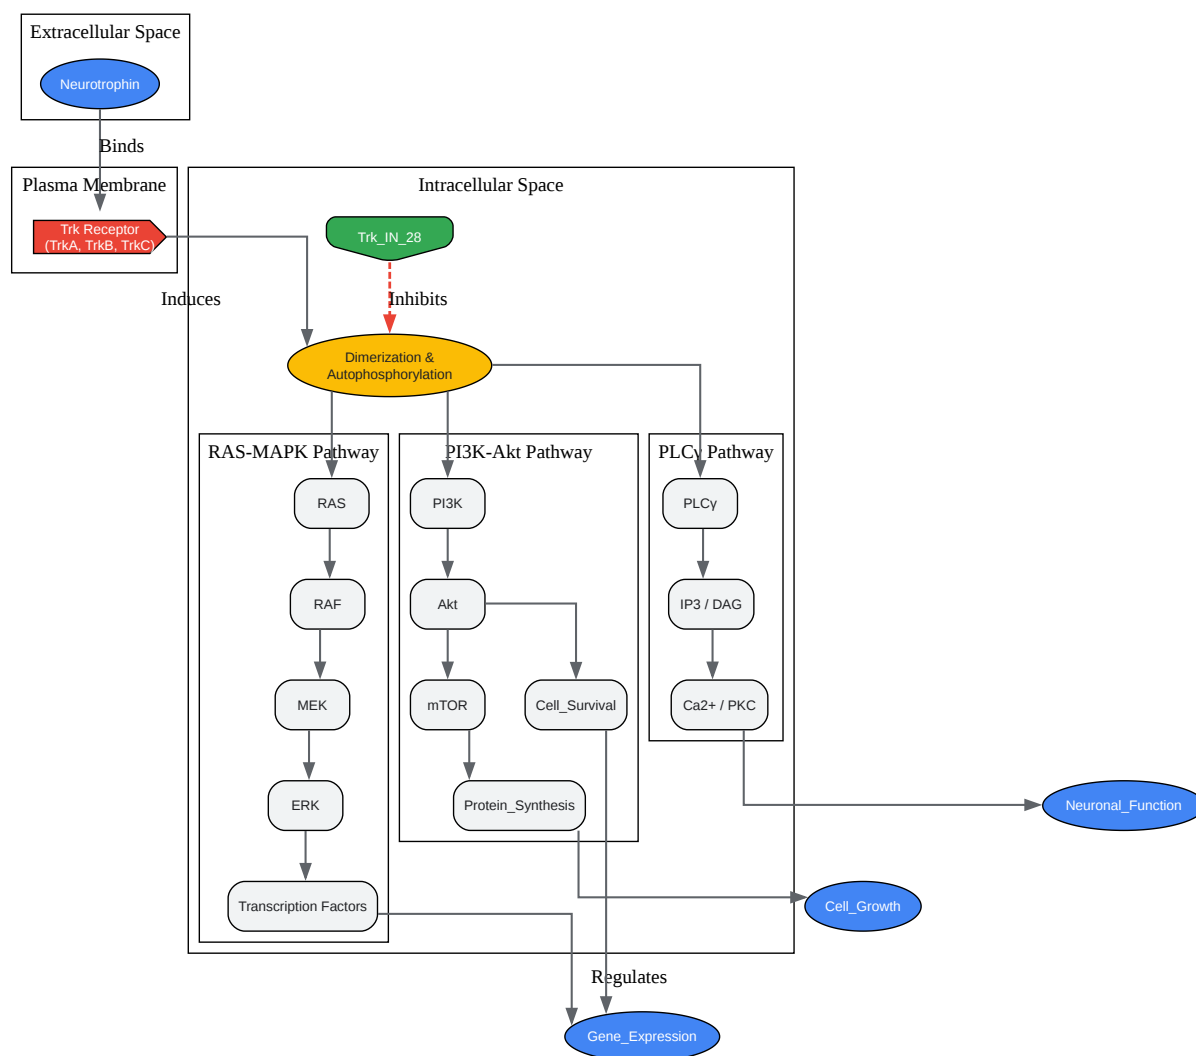 Extracellular Space
Neurotrophin
Binds
Plasma Membrane
Trk Receptor
(TrkA, TrkB, TrkC)
Intracellular Space
Trk_IN_28
Induces
Inhibits
Dimerization &
Autophosphorylation
RAS-MAPK Pathway
PI3K-Akt Pathway
PLCγ Pathway
RAS
PI3K
PLCγ
RAF
Akt
IP3 / DAG
MEK
mTOR
Cell_Survival
Ca2+ / PKC
ERK
Protein_Synthesis
Neuronal_Function
Transcription Factors
Cell_Growth
Regulates
Gene_Expression